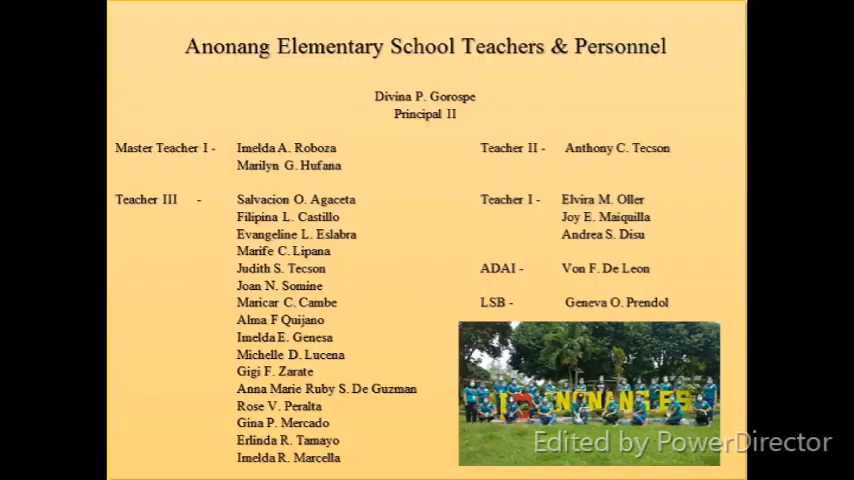 Anonang Elementary School Teachers & Personnel
Divina P. Gorospe
Principal II
Master Teacher I - Imelda A. Roboza
Marilyn G. Hufana
Teacher III - Salvacion O. Agaceta
Filipina L. Castillo
Evangeline L. Eslabra
Marife C. Lipana
Judith S. Tecson
Joan N. Somine
Maricar C. Cambe
Alma F Quijano
Imelda E. Genesa
Michelle D. Lucena
Gigi F. Zarate
Anna Marie Ruby S. De Guzman
Rose V. Peralta
Gina P. Mercado
Erlinda R. Tamayo
Imelda R. Marcella
Teacher II - Anthony C. Tecson
Teacher I - Elvira M. Oller
Joy E. Maiquilla
Andrea S. Disu
ADAI - Von F. De Leon
LSB - Geneva O. Prendol
ANONANG ES
Edited by PowerDirector